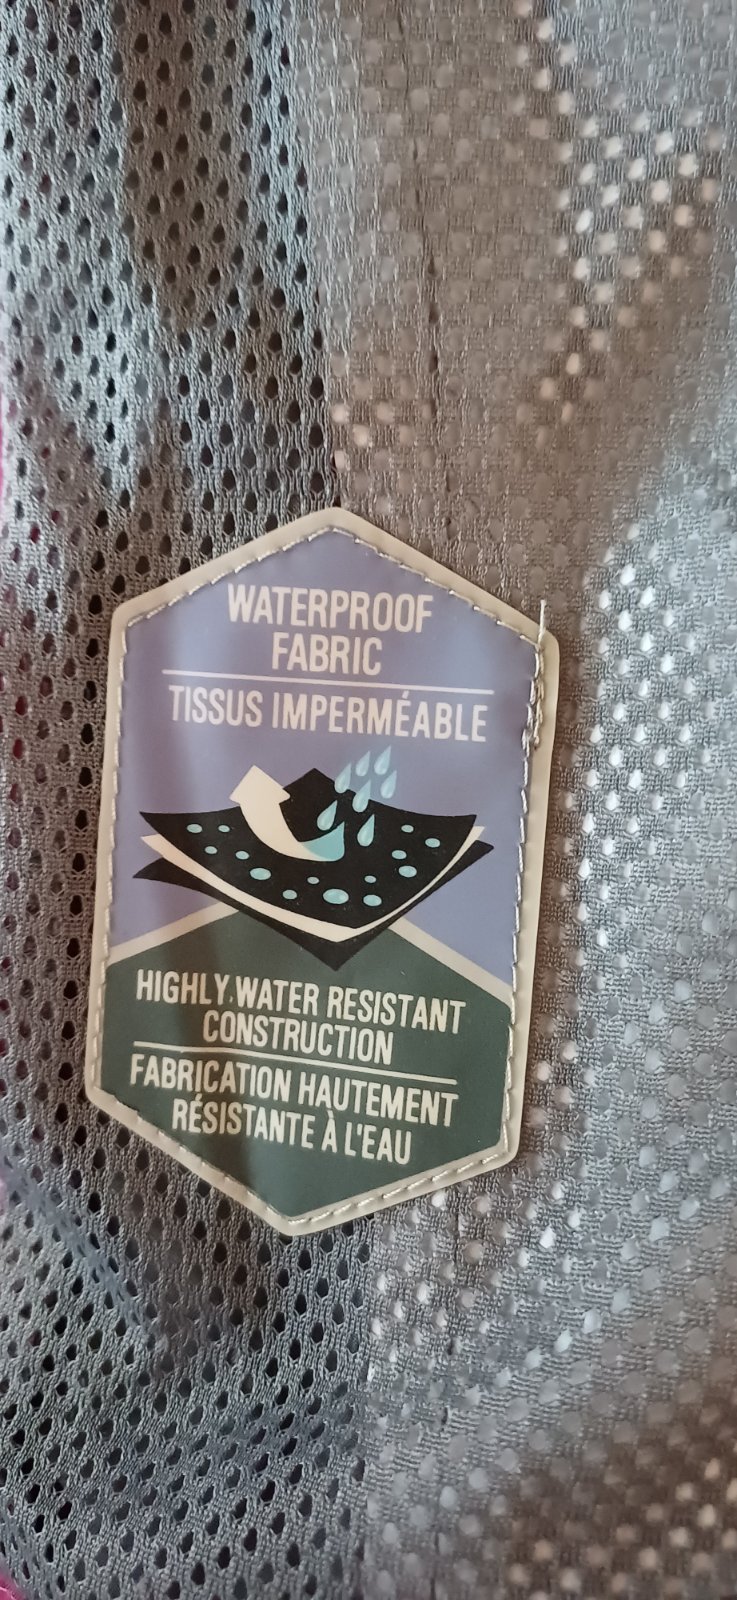 WATERPROOF
FABRIC
TISSUS IMPERMÉABLE
HIGHLY WATER RESISTANT
CONSTRUCTION
FABRICATION HAUTEMENT
RÉSISTANTE À L'EAU